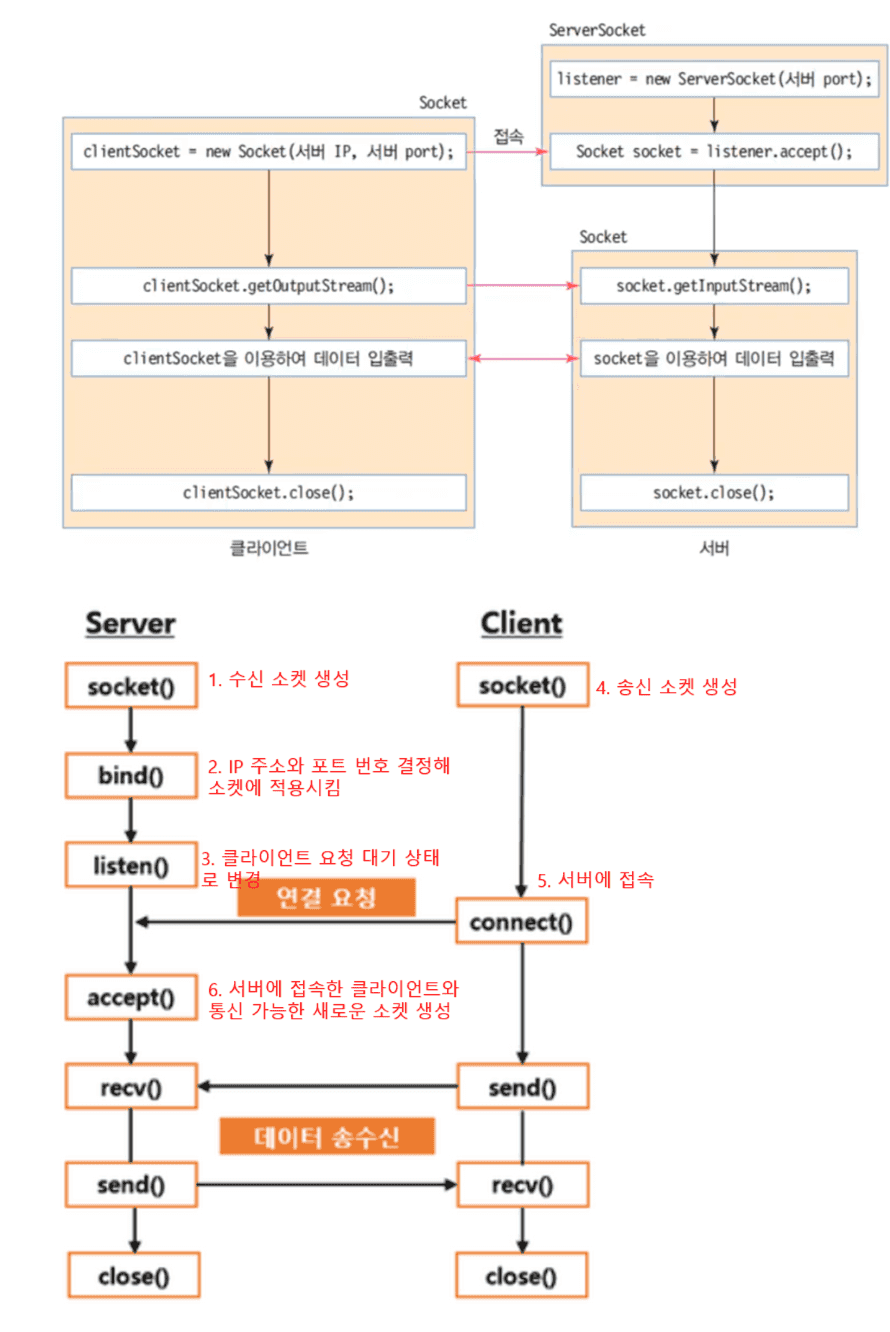 ServerSocket
listener = new ServerSocket(서버 port);
Socket
clientSocket = new Socket(서버 IP, 서버 port);
접속
Socket socket = listener.accept();
Socket
clientSocket.getOutputStream();
socket.getInputStream();
clientSocket을 이용하여 데이터 입출력
socket을 이용하여 데이터 입출력
clientSocket.close();
socket.close();
클라이언트
서버
Server
Client
socket()
1. 수신 소켓 생성
socket()
4. 송신 소켓 생성
bind()
2. IP 주소와 포트 번호 결정해
소켓에 적용시킴
listen()
3. 클라이언트 요청 대기 상태
로 변경
5. 서버에 접속
연결 요청
connect()
accept()
6. 서버에 접속한 클라이언트와
통신 가능한 새로운 소켓 생성
recv()
send()
데이터 송수신
send()
recv()
close()
close()